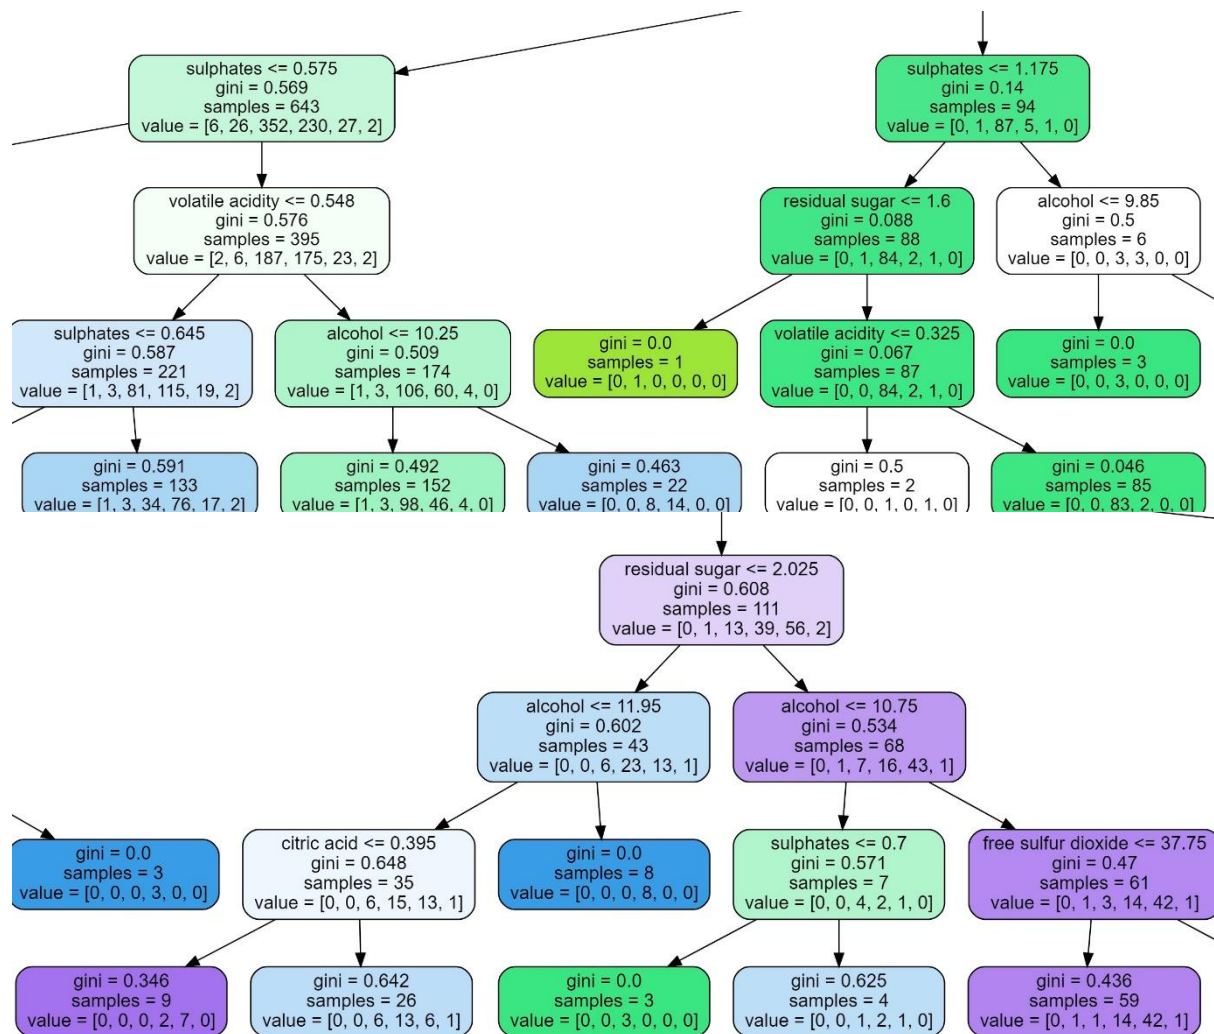 sulphates <= 0.575
gini = 0.569
samples = 643
value = [6, 26, 352, 230, 27, 2]
sulphates <= 1.175
gini = 0.14
samples = 94
value = [0, 1, 87, 5, 1, 0]
volatile acidity <= 0.548
gini = 0.576
samples = 395
value = [2, 6, 187, 175, 23, 2]
residual sugar <= 1.6
gini = 0.088
samples = 88
value = [0, 1, 84, 2, 1, 0]
alcohol <= 9.85
gini = 0.5
samples = 6
value = [0, 0, 3, 3, 0, 0]
sulphates <= 0.645
gini = 0.587
samples = 221
value = [1, 3, 81, 115, 19, 2]
alcohol <= 10.25
gini = 0.509
samples = 174
value = [1, 3, 106, 60, 4, 0]
gini = 0.0
samples = 1
value = [0, 1, 0, 0, 0, 0]
volatile acidity <= 0.325
gini = 0.067
samples = 87
value = [0, 0, 84, 2, 1, 0]
gini = 0.0
samples = 3
value = [0, 0, 3, 0, 0, 0]
gini = 0.591
samples = 133
value = [1, 3, 34, 76, 17, 2]
gini = 0.492
samples = 152
value = [1, 3, 98, 46, 4, 0]
gini = 0.463
samples = 22
value = [0, 0, 8, 14, 0, 0]
gini = 0.5
samples = 2
value = [0, 0, 1, 0, 1, 0]
gini = 0.046
samples = 85
value = [0, 0, 83, 2, 0, 0]
residual sugar <= 2.025
gini = 0.608
samples = 111
value = [0, 1, 13, 39, 56, 2]
alcohol <= 11.95
gini = 0.602
samples = 43
value = [0, 0, 6, 23, 13, 1]
alcohol <= 10.75
gini = 0.534
samples = 68
value = [0, 1, 7, 16, 43, 1]
gini = 0.0
samples = 3
value = [0, 0, 0, 3, 0, 0]
citric acid <= 0.395
gini = 0.648
samples = 35
value = [0, 0, 6, 15, 13, 1]
gini = 0.0
samples = 8
value = [0, 0, 0, 8, 0, 0]
sulphates <= 0.7
gini = 0.571
samples = 7
value = [0, 0, 4, 2, 1, 0]
free sulfur dioxide <= 37.75
gini = 0.47
samples = 61
value = [0, 1, 3, 14, 42, 1]
gini = 0.346
samples = 9
value = [0, 0, 0, 2, 7, 0]
gini = 0.642
samples = 26
value = [0, 0, 6, 13, 6, 1]
gini = 0.0
samples = 3
value = [0, 0, 3, 0, 0, 0]
gini = 0.625
samples = 4
value = [0, 0, 1, 2, 1, 0]
gini = 0.436
samples = 59
value = [0, 1, 1, 14, 42, 1]